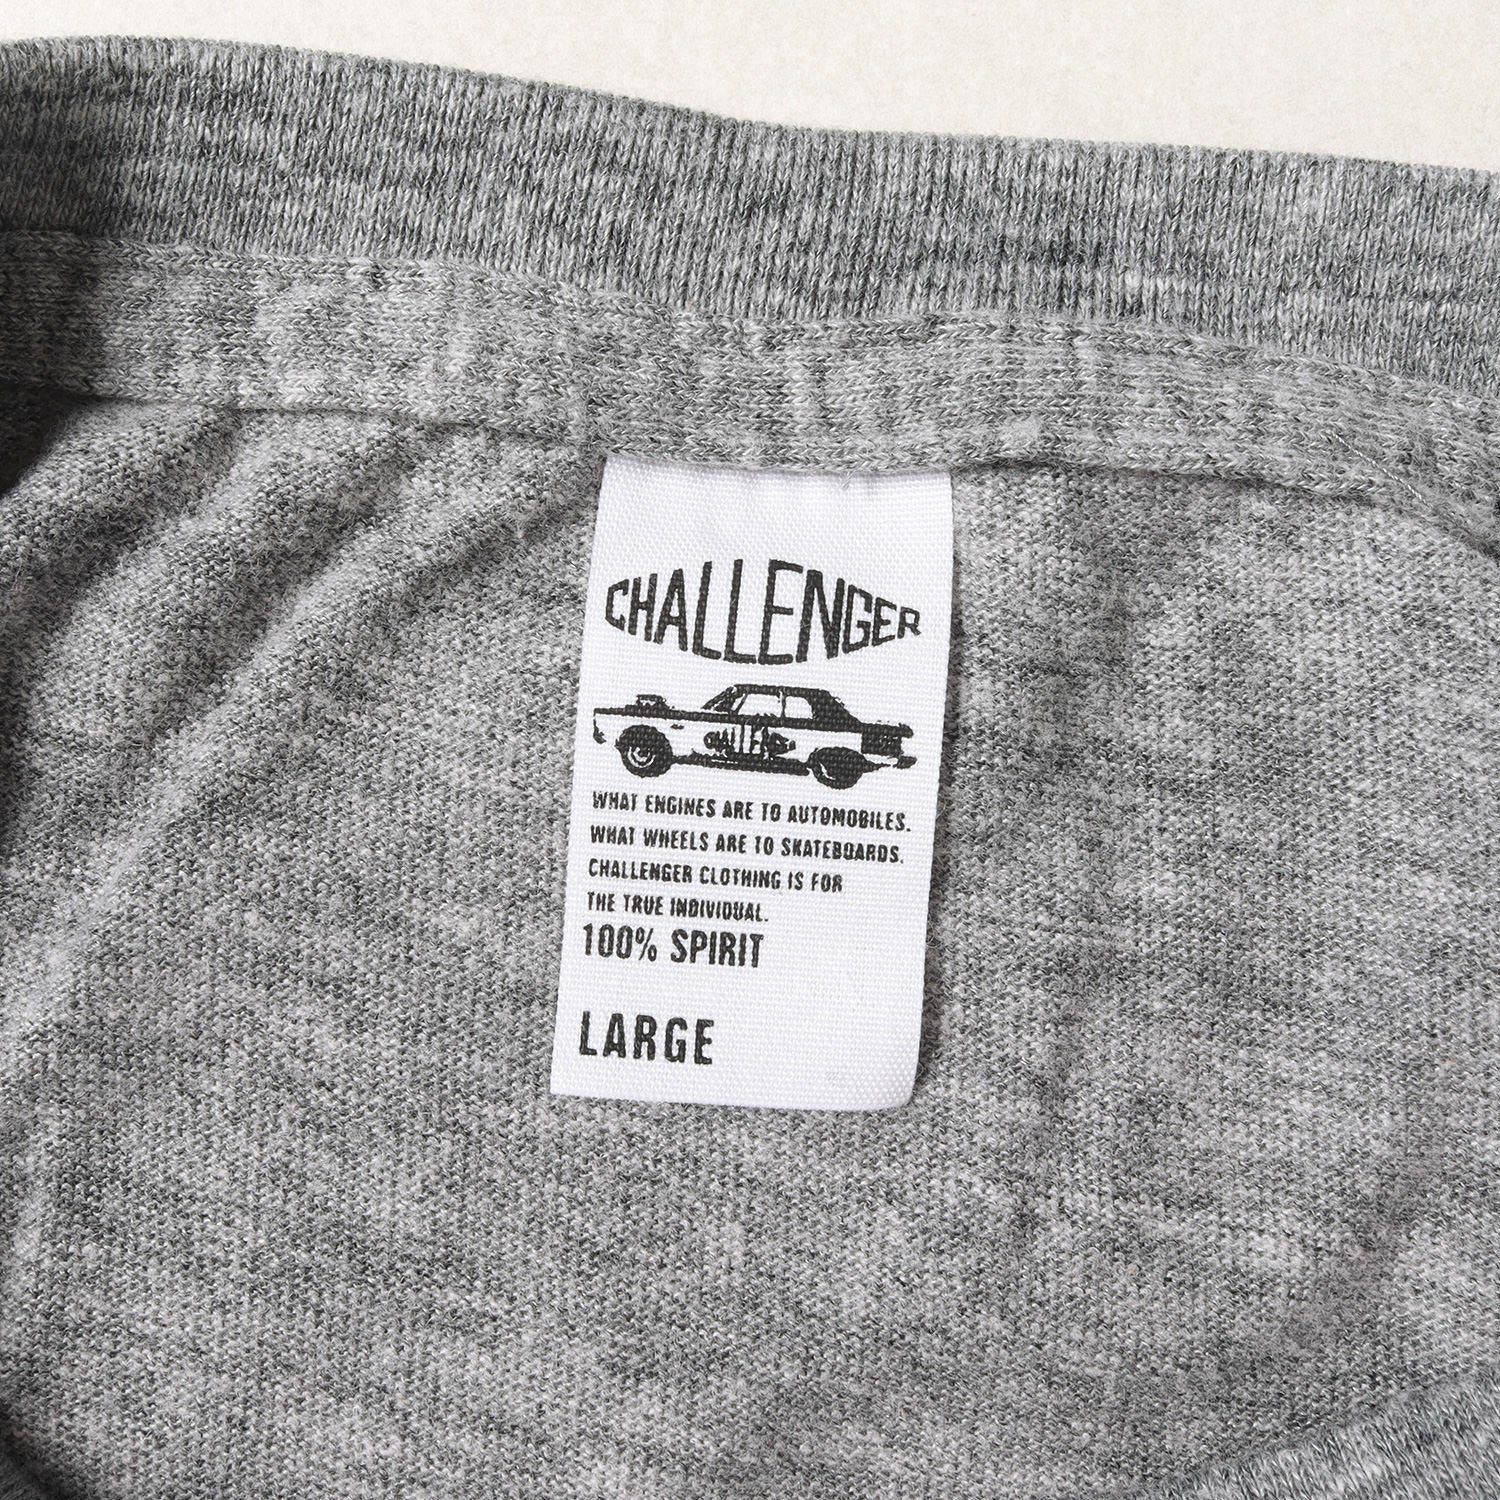 CHALLENGER
WHAT ENGINES ARE TO AUTOMOBILES.
WHAT WHEELS ARE TO SKATEBOARDS.
CHALLENGER CLOTHING IS FOR
THE TRUE INDIVIDUAL.
100% SPIRIT
LARGE